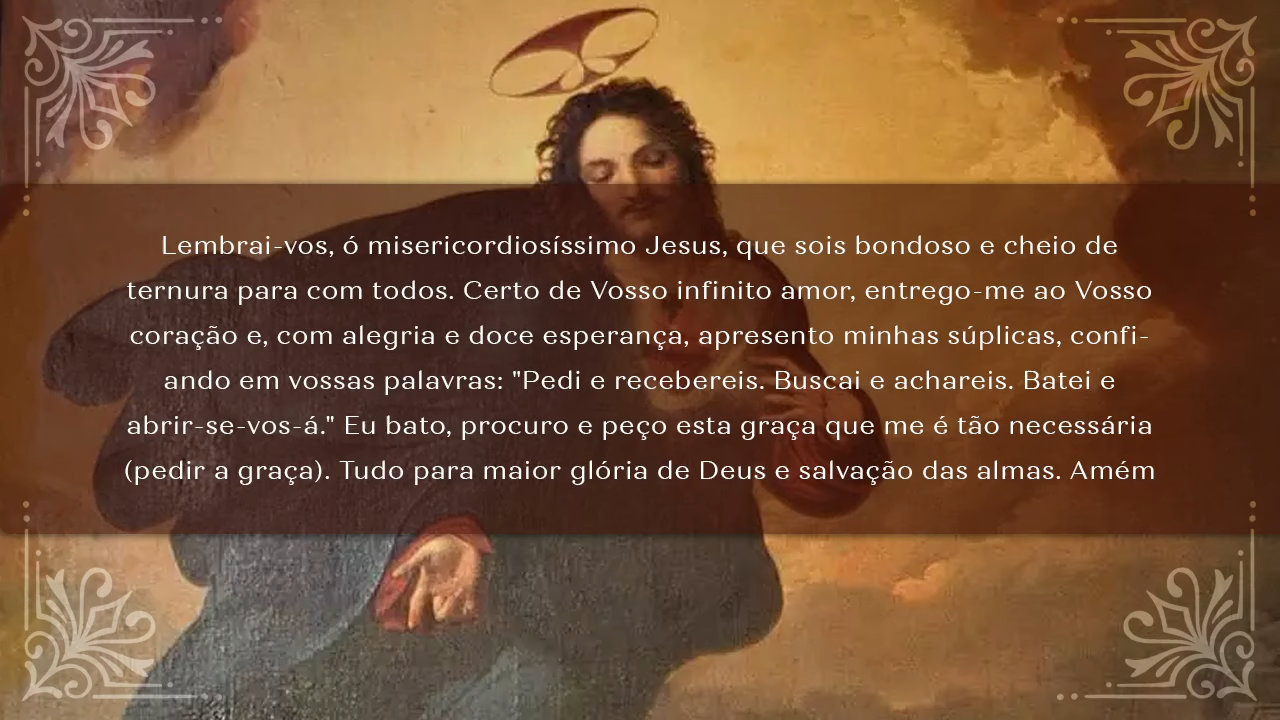 Lembrai-vos, ó misericordiosíssimo Jesus, que sois bondoso e cheio de
ternura para com todos. Certo de Vosso infinito amor, entrego-me ao Vosso
coração e, com alegria e doce esperança, apresento minhas súplicas, confi-
ando em vossas palavras: "Pedi e recebereis. Buscai e achareis. Batei e
abrir-se-vos-á." Eu bato, procuro e peço esta graça que me é tão necessária
(pedir a graça). Tudo para maior glória de Deus e salvação das almas. Amém